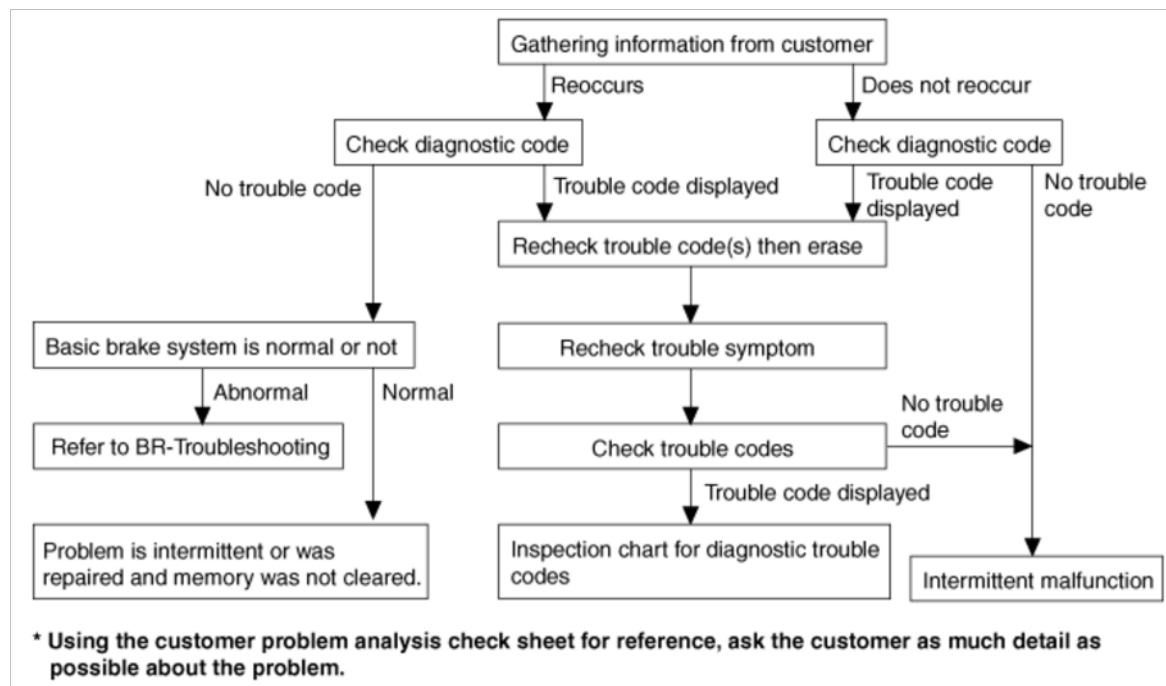 Gathering information from customer
Reoccurs
Does not reoccur
Check diagnostic code
Check diagnostic code
No trouble code
Trouble code displayed
Trouble code
displayed
No trouble
code
Recheck trouble code(s) then erase
Basic brake system is normal or not
Recheck trouble symptom
Abnormal
Normal
No trouble
code
Refer to BR-Troubleshooting
Check trouble codes
Trouble code displayed
Problem is intermittent or was
repaired and memory was not cleared.
Inspection chart for diagnostic trouble
codes
Intermittent malfunction
* Using the customer problem analysis check sheet for reference, ask the customer as much detail as
possible about the problem.